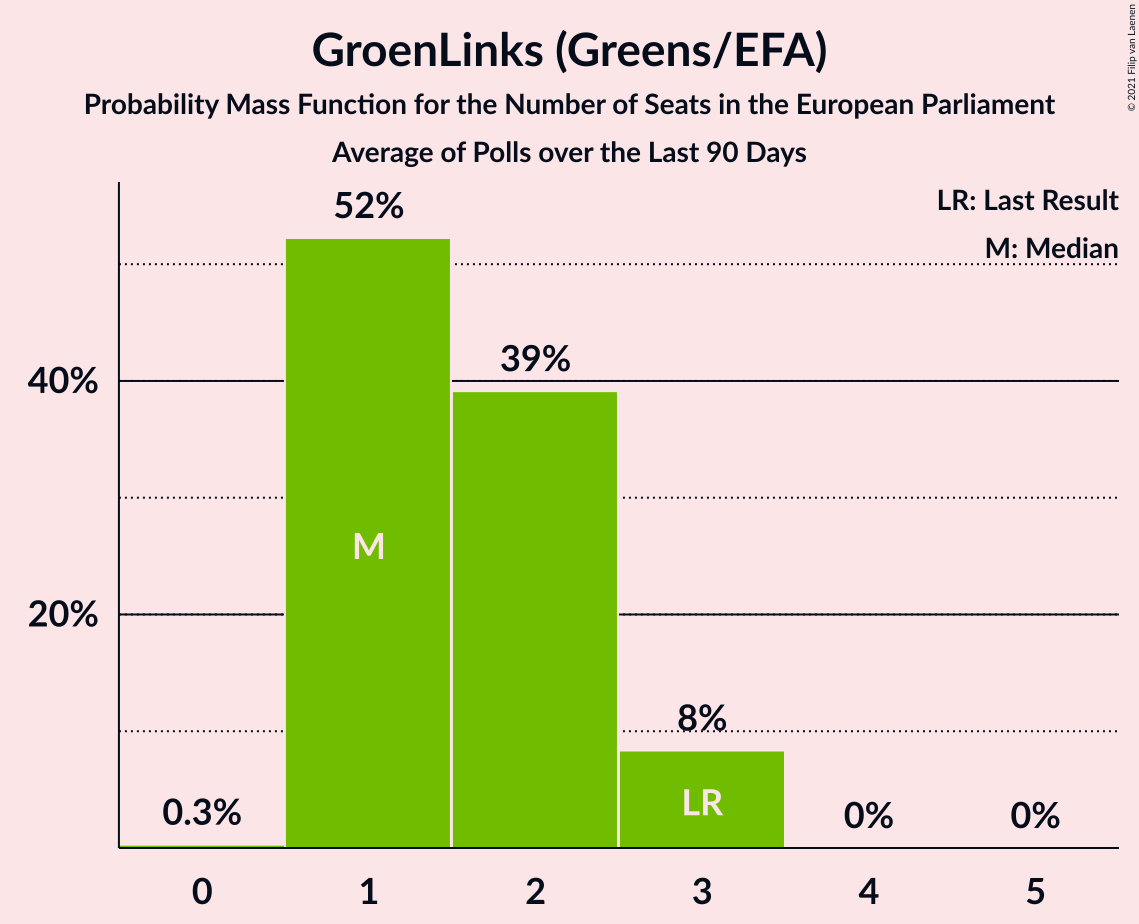 GroenLinks (Greens/EFA)
Probability Mass Function for the Number of Seats in the European Parliament
Average of Polls over the Last 90 Days
© 2021 Filip van Laenen
LR: Last Result
M: Median
52%
39%
40%
M
20%
8%
LR
0.3%
0%
0%
0
1
2
3
4
5